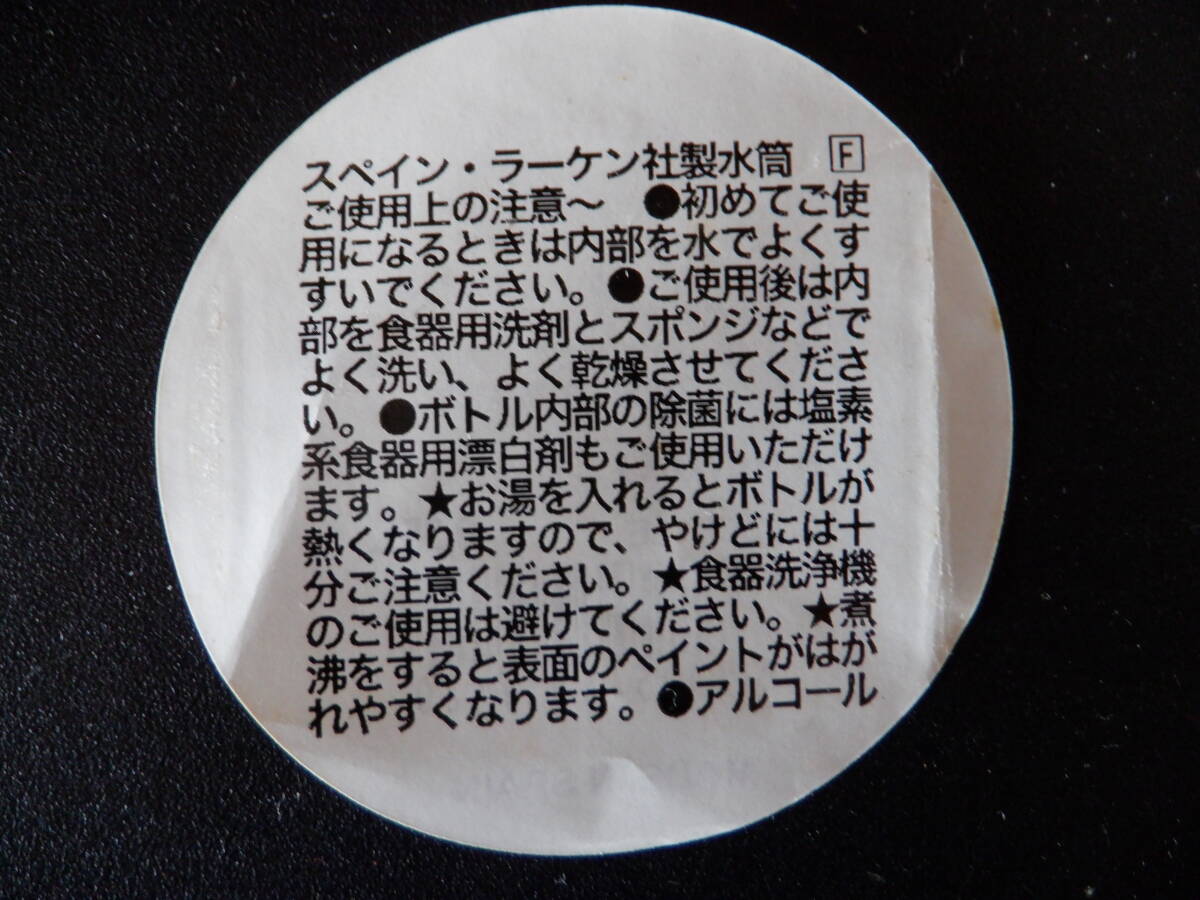 スペイン・ラーケン社製水筒 F
ご使用上の注意～ ●初めてご使
用になるときは内部を水でよくす
すいでください。●ご使用後は内
部を食器用洗剤とスポンジなどで
よく洗い、よく乾燥させてくださ
い。●ボトル内部の除菌には塩素
系食器用漂白剤もご使用いただけ
ます。★お湯を入れるとボトルが
熱くなりますので、やけどには十
分ご注意ください。★食器洗浄機
のご使用は避けてください。★煮
沸をすると表面のペイントがはが
れやすくなります。●アルコール